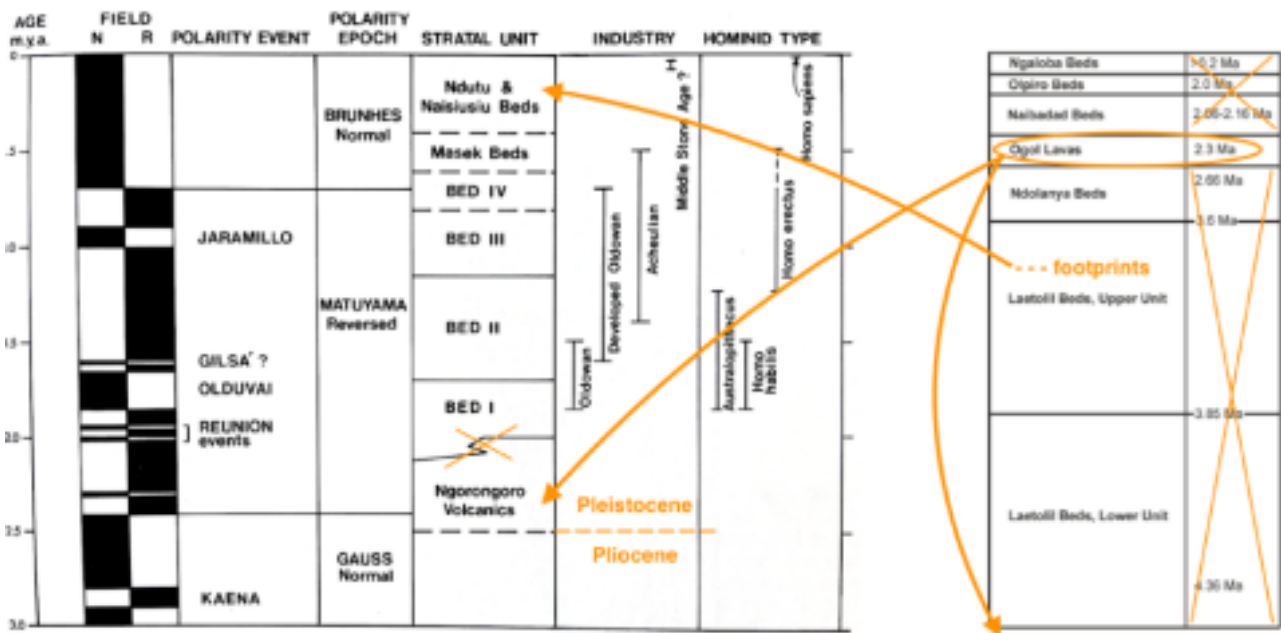 AGE
m.y.a.
FIELD
N R
POLARITY EVENT
POLARITY
EPOCH
STRATAL UNIT
INDUSTRY
HOMINID TYPE
0
.5
.0
.5
2.0
2.5
3.0
JARAMILLO
GILSA ?
OLDUVAI
REUNION
events
KAENA
BRUNHES
Normal
MATUYAMA
Reversed
GAUSS
Normal
Ndutu &
Naisiusiu Beds
Masek Beds
BED IV
BED III
BED II
BED I
Ngorongoro
Volcanics
Oldowan
Developed Oldowan
Acheulian
Middle Stone Age ?
Australopithecus
Homo
habilis
Homo erectus
Homo sapiens
Pleistocene
Pliocene
Ngaloba Beds
Olpiro Beds 2.0 Ma
Naibadad Beds 2.06-2.16 Ma
Ogol Lavas 2.3 Ma
2.66 Ma
Ndolanya Beds
3.6 Ma
---- footprints
Laetolil Beds, Upper Unit
3.85 Ma
Laetolil Beds, Lower Unit
4.36 Ma